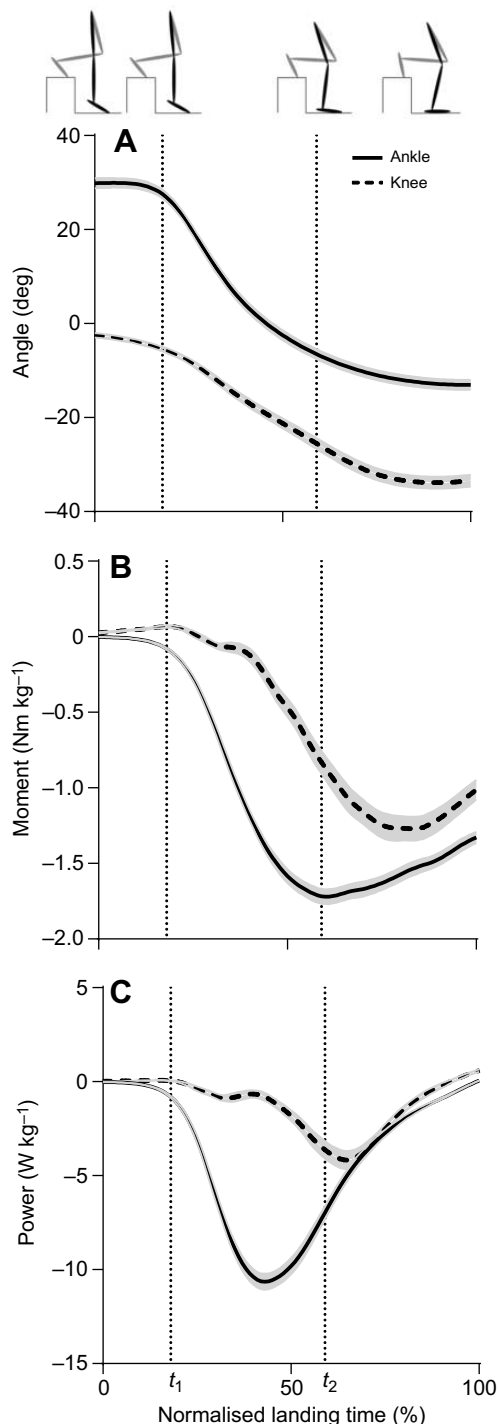 A
Ankle
Knee
40
20
0
–20
–40
Angle (deg)
B
0.5
0
–0.5
–1.0
–1.5
–2.0
Moment (Nm kg⁻¹)
C
5
0
–5
–10
–15
Power (W kg⁻¹)
0 t₁ 50 t₂ 100
Normalised landing time (%)